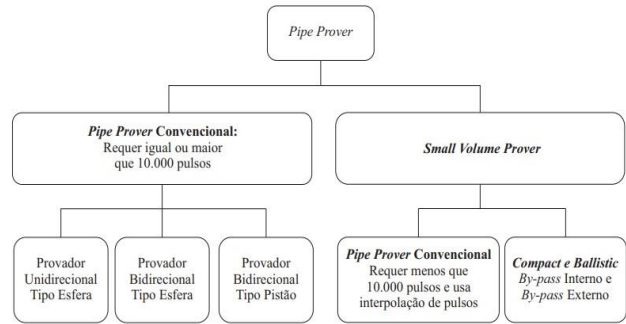 Pipe Prover
Pipe Prover Convencional:
Requer igual ou maior
que 10.000 pulsos
Small Volume Prover
Provador
Unidirecional
Tipo Esfera
Provador
Bidirecional
Tipo Esfera
Provador
Bidirecional
Tipo Pistão
Pipe Prover Convencional
Requer menos que
10.000 pulsos e usa
interpolação de pulsos
Compact e Ballistic
By-pass Interno e
By-pass Externo